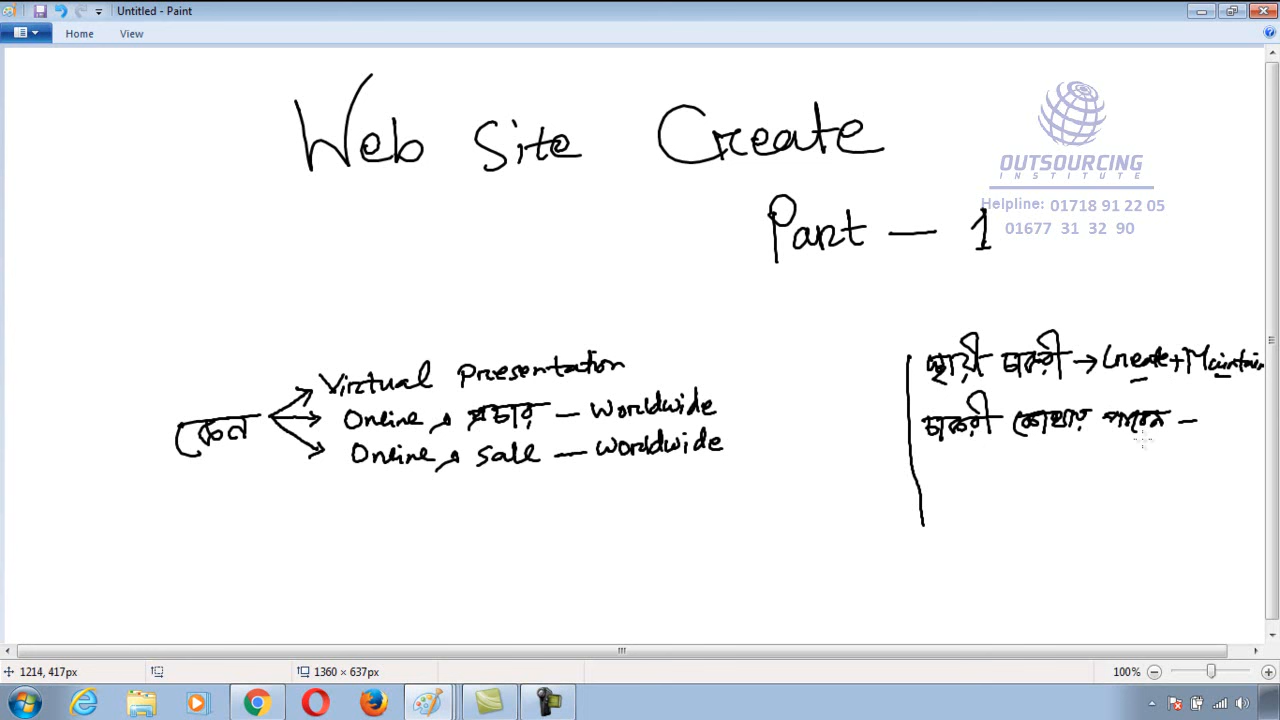 Untitled - Paint
Home View
Web Site Create
OUTSOURCING
INSTITUTE
Helpline: 01718 91 22 05
01677 31 32 90
Part — 1
কেন
Virtual Presentation
Online এ প্রচার — Worldwide
Online এ Sale — Worldwide
স্থায়ী চাকরী → Create + Maintain
চাকরী কোথায় পাবেন —
1214, 417px
1360 × 637px
100%